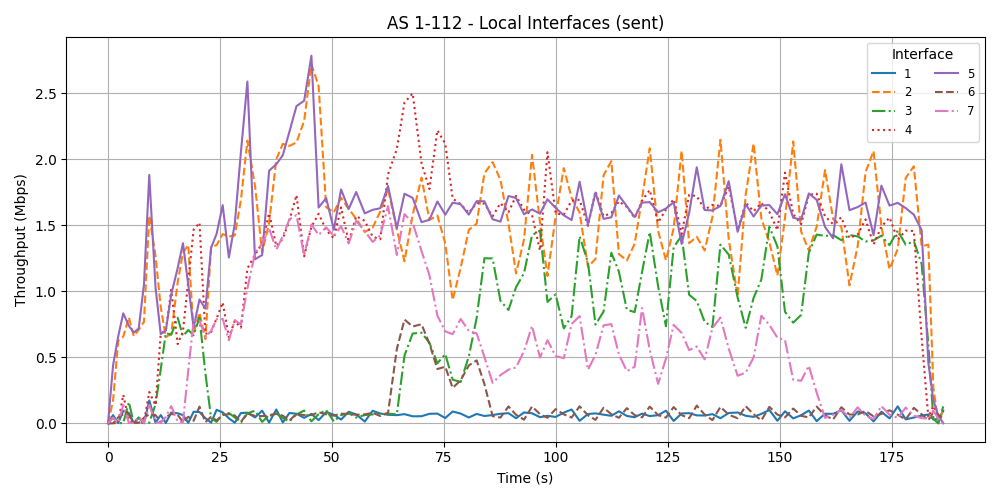 AS 1-112 - Local Interfaces (sent)
Throughput (Mbps)
2.5
2.0
1.5
1.0
0.5
0.0
Interface
1 5
2 6
3 7
4
0 25 50 75 100 125 150 175
Time (s)